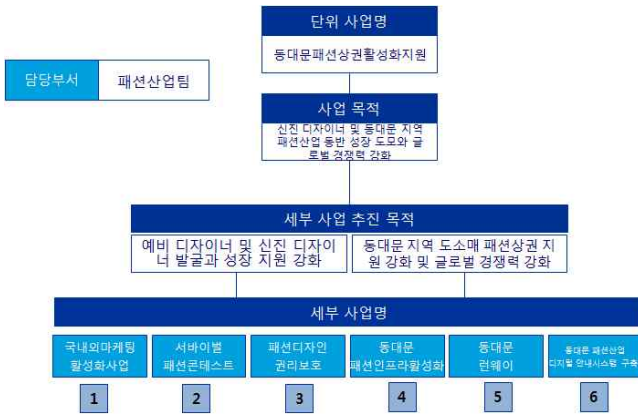 단위 사업명
동대문패션상권활성화지원
담당부서 패션산업팀
사업 목적
신진 디자이너 및 동대문 지역
패션산업 동반 성장 도모와 글
로벌 경쟁력 강화
세부 사업 추진 목적
예비 디자이너 및 신진 디자이
너 발굴과 성장 지원 강화
동대문 지역 도소매 패션상권 지
원 강화 및 글로벌 경쟁력 강화
세부 사업명
국내외마케팅
활성화사업
서바이벌
패션콘테스트
패션디자인
권리보호
동대문
패션인프라활성화
동대문
런웨이
동대문 패션산업
디지털 안내시스템 구축
1 2 3 4 5 6